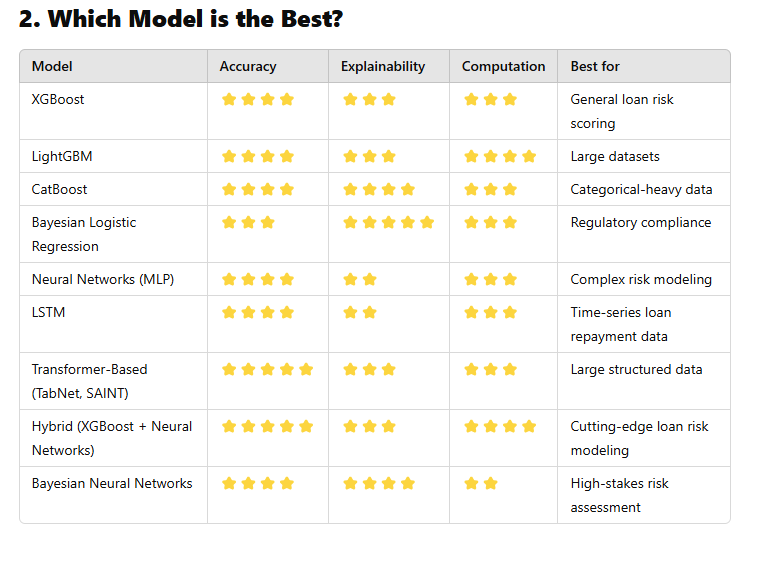 2. Which Model is the Best?
Model Accuracy Explainability Computation Best for
XGBoost General loan risk
scoring
LightGBM Large datasets
CatBoost Categorical-heavy data
Bayesian Logistic Regulatory compliance
Regression
Neural Networks (MLP) Complex risk modeling
LSTM Time-series loan
repayment data
Transformer-Based Large structured data
(TabNet, SAINT)
Hybrid (XGBoost + Neural Cutting-edge loan risk
Networks) modeling
Bayesian Neural Networks High-stakes risk
assessment